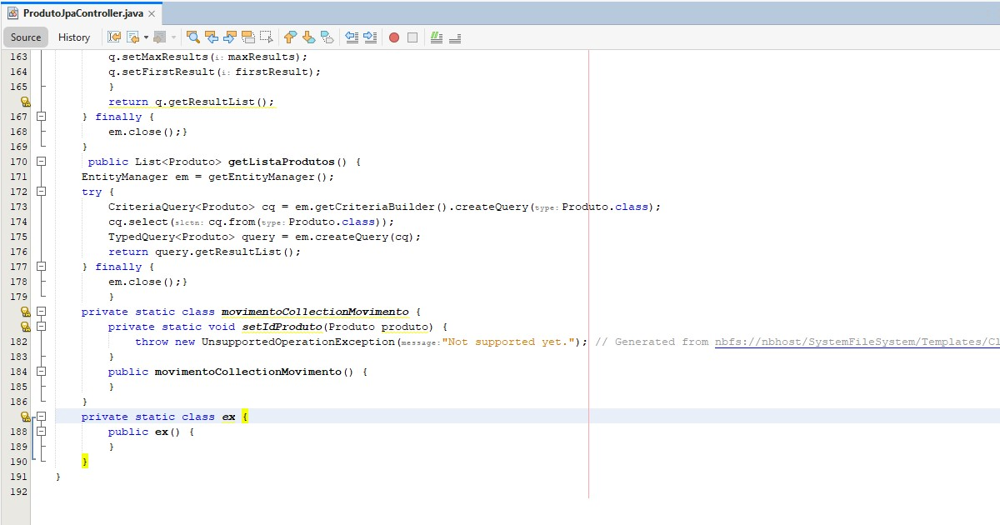 ProdutoJpaController.java
Source History
163 q.setMaxResults(i: maxResults);
164 q.setFirstResult(i: firstResult);
165 }
return q.getResultList();
167 } finally {
168 em.close();}
169 }
170 public List<Produto> getListaProdutos() {
171 EntityManager em = getEntityManager();
172 try {
173 CriteriaQuery<Produto> cq = em.getCriteriaBuilder().createQuery(type: Produto.class);
174 cq.select(slctn: cq.from(type: Produto.class));
175 TypedQuery<Produto> query = em.createQuery(cq);
176 return query.getResultList();
177 } finally {
178 em.close();}
179 }
private static class movimentoCollectionMovimento {
private static void setIdProduto(Produto produto) {
182 throw new UnsupportedOperationException(message: "Not supported yet."); // Generated from nbfs://nbhost/SystemFileSystem/Templates/Cl
183 }
184 public movimentoCollectionMovimento() {
185 }
186 }
private static class ex {
188 public ex() {
189 }
190 }
191 }
192